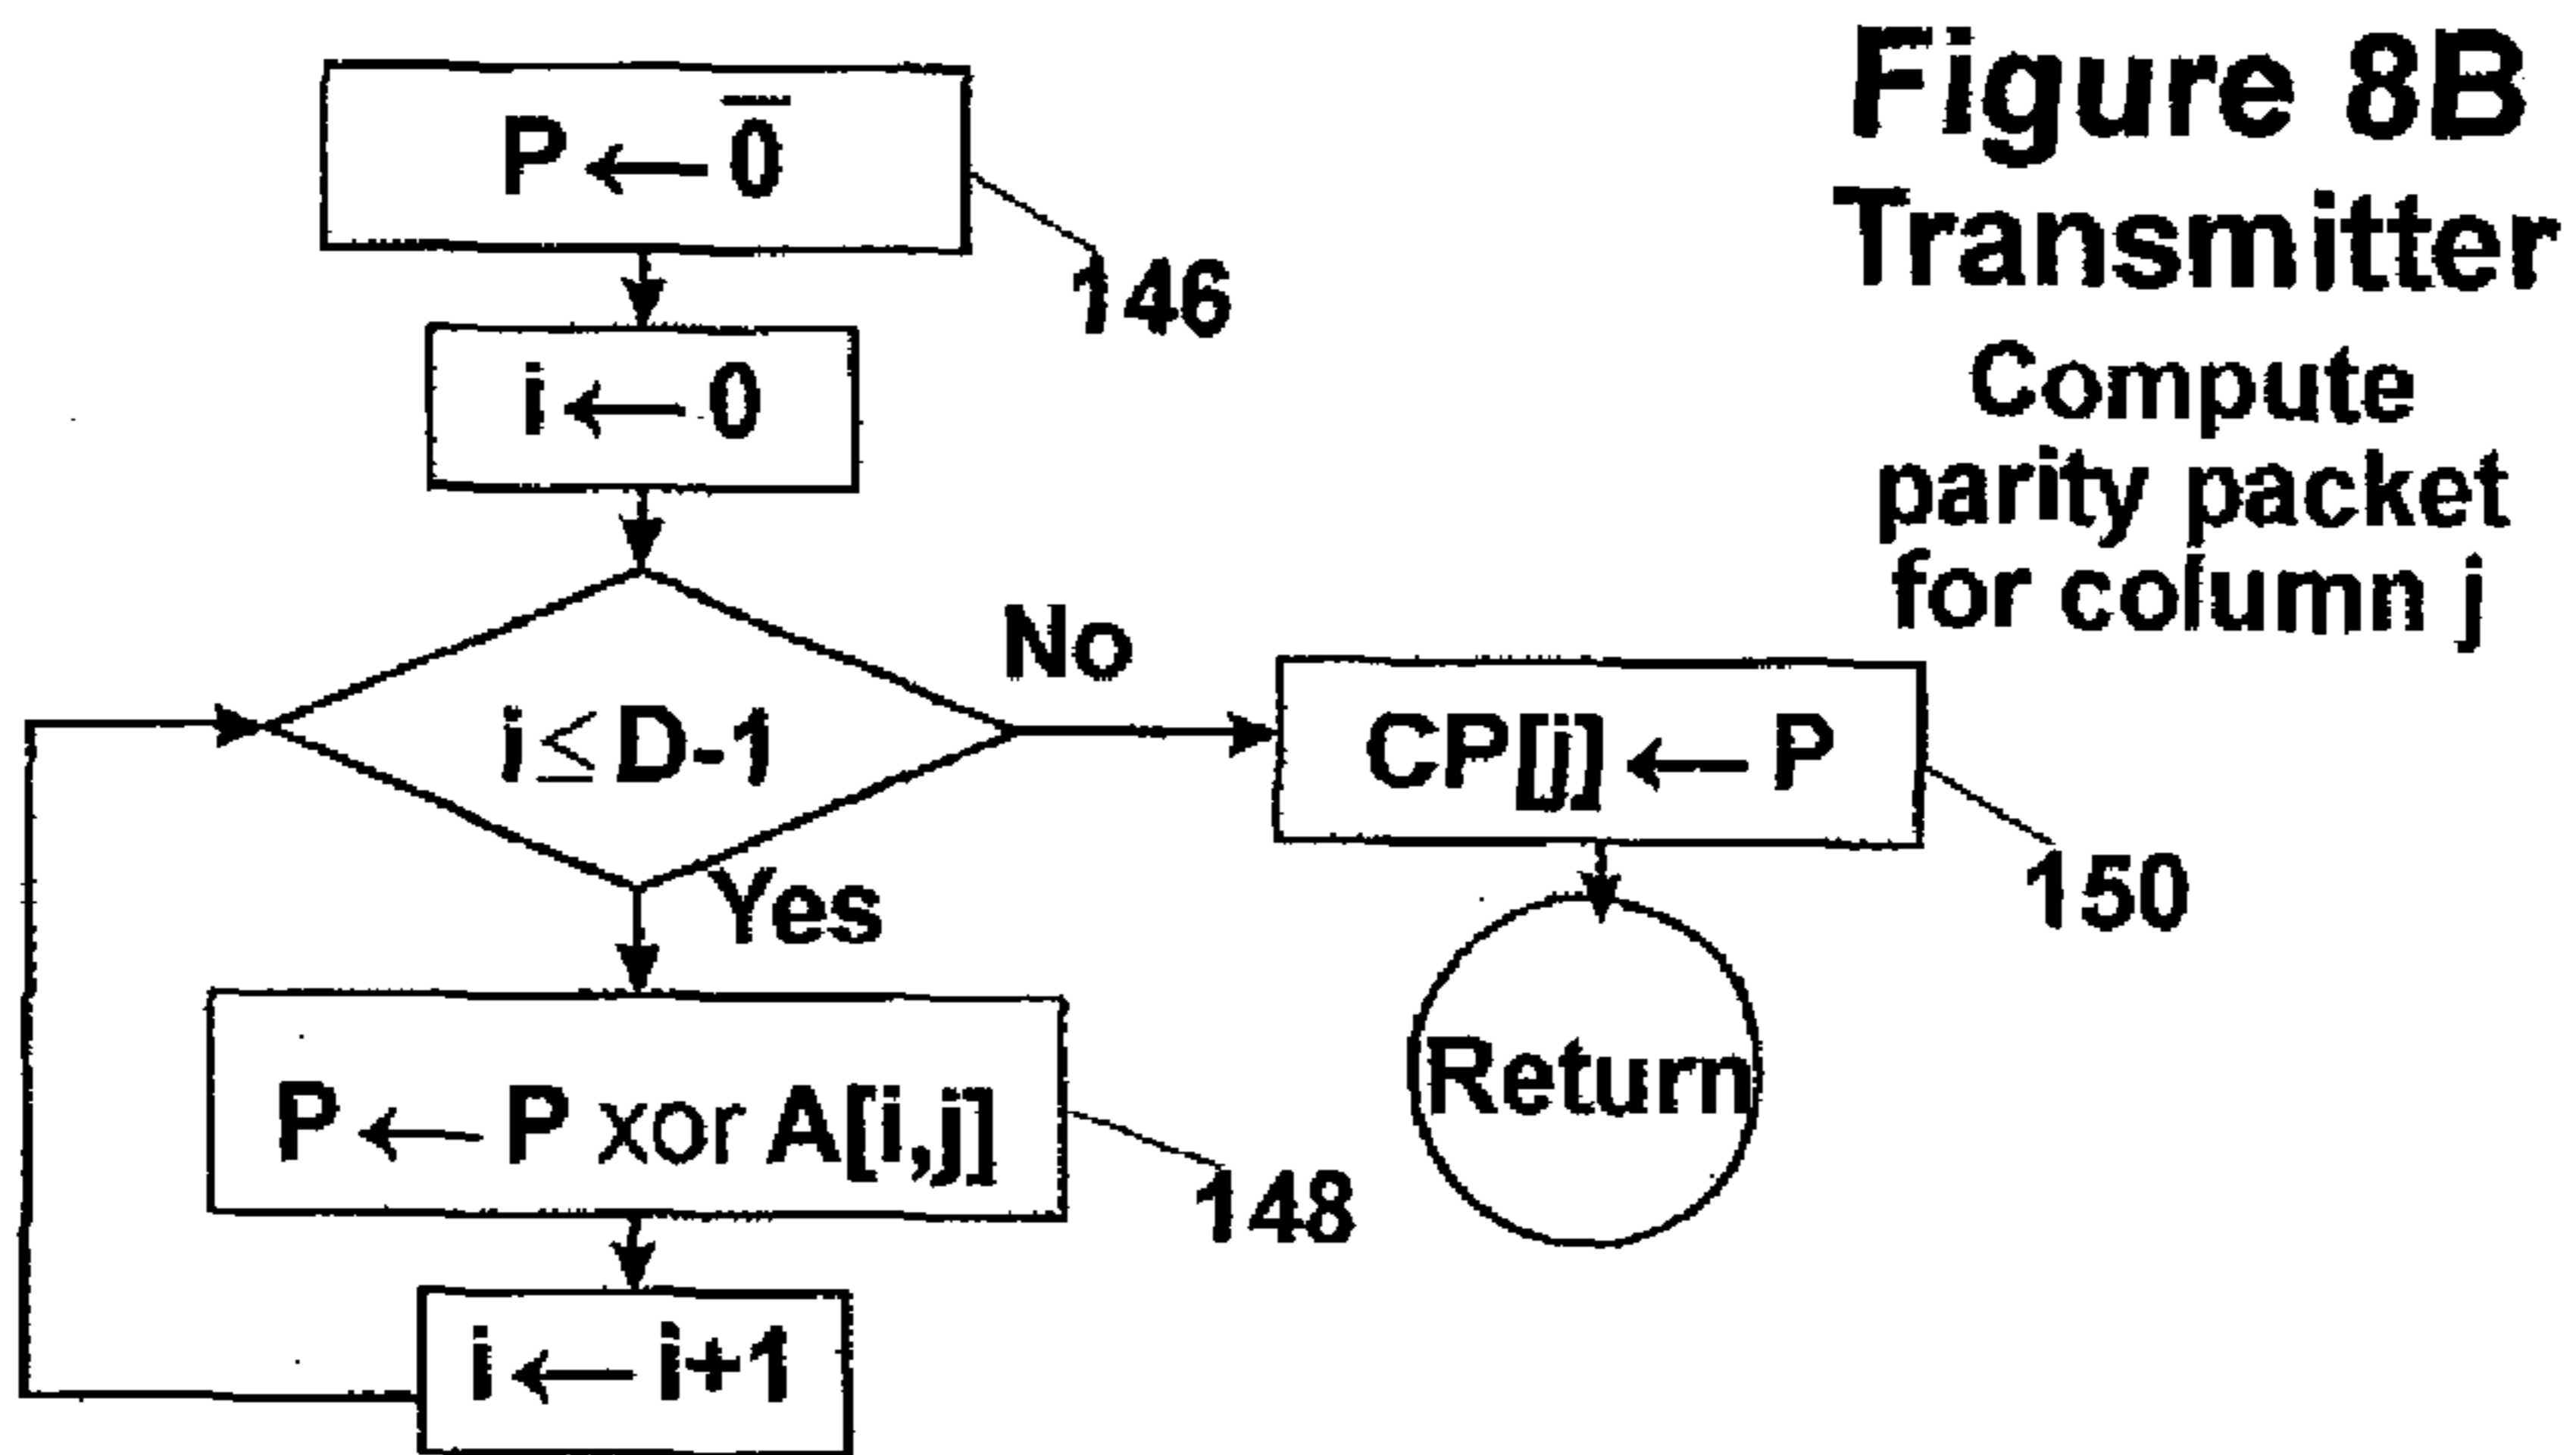 Figure 8B
Transmitter
Compute
parity packet
for column j
P ← 0̅
146
i ← 0
i ≤ D-1
No
CP[j] ← P
150
Yes
Return
P ← P xor A[i,j]
148
i ← i+1